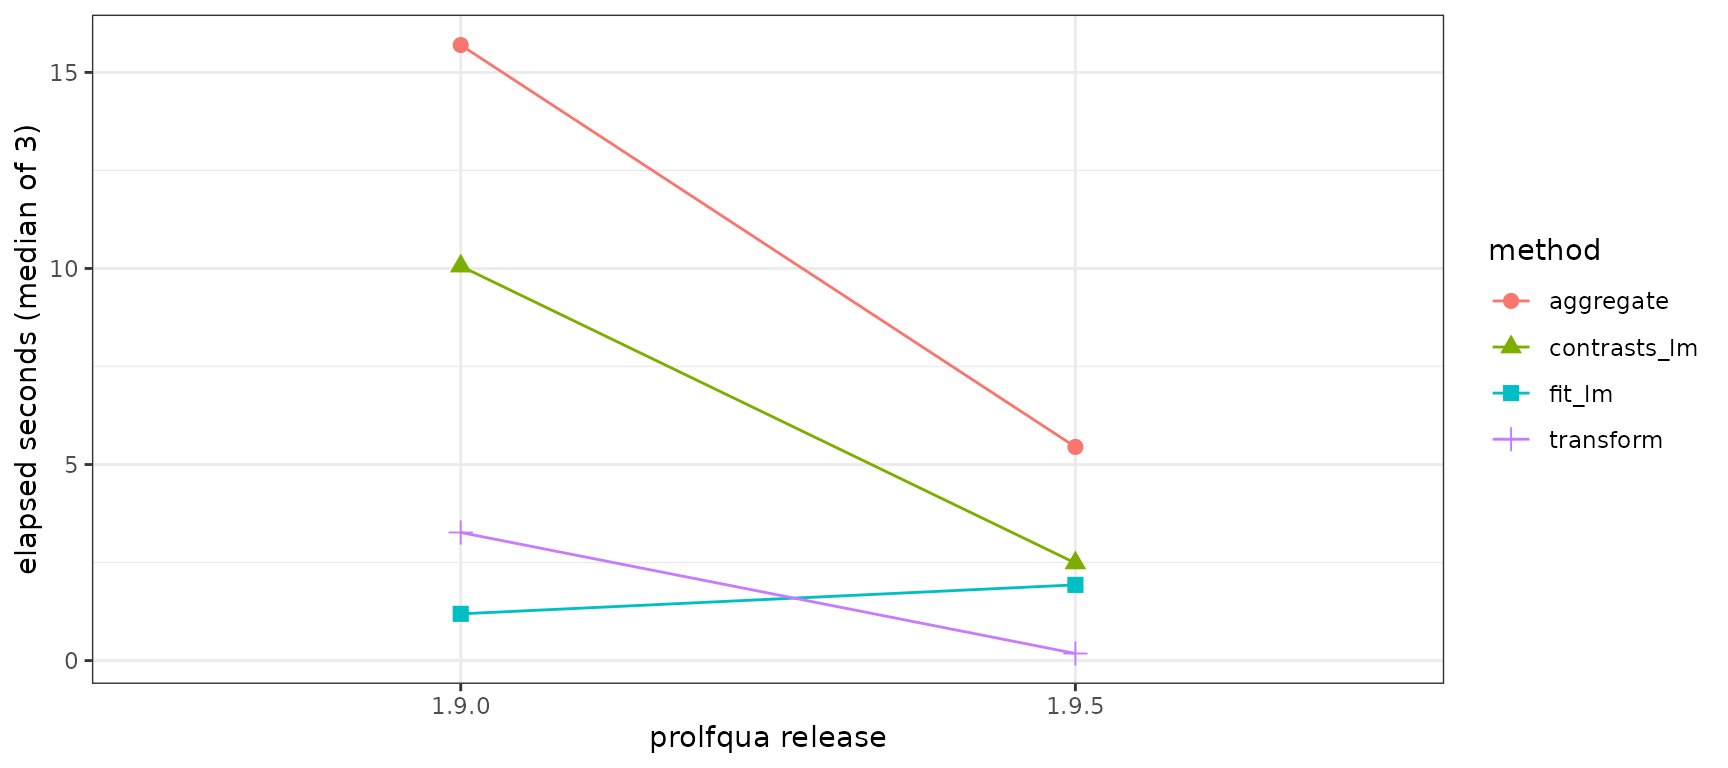 elapsed seconds (median of 3)
15
10
5
0
1.9.0
1.9.5
prolfqua release
method
aggregate
contrasts_lm
fit_lm
transform